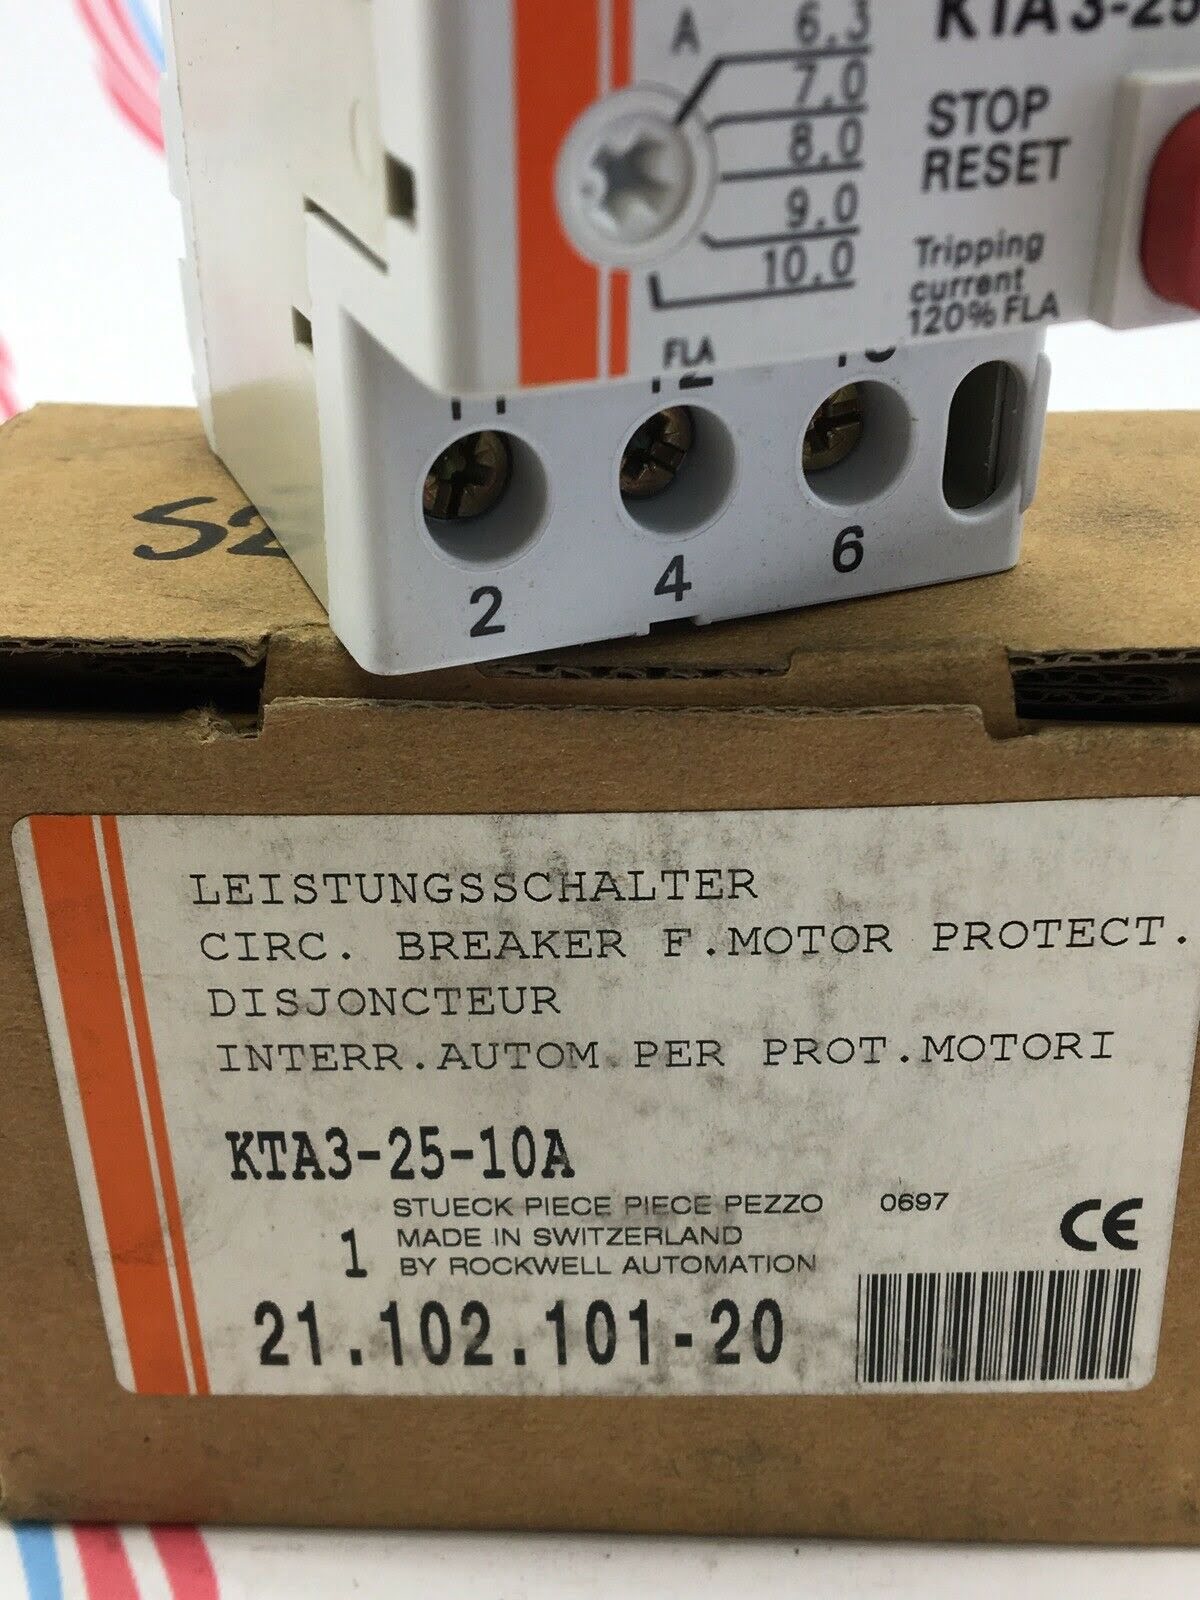 A 6.3
7.0
8.0
9.0
10.0
FLA
KTA3-25
STOP
RESET
Tripping
current
120% FLA
2 4 6
LEISTUNGSSCHALTER
CIRC. BREAKER F.MOTOR PROTECT.
DISJONCTEUR
INTERR.AUTOM.PER PROT.MOTORI
KTA3-25-10A
STUECK PIECE PIECE PEZZO 0697
1 MADE IN SWITZERLAND
BY ROCKWELL AUTOMATION
CE
21.102.101-20